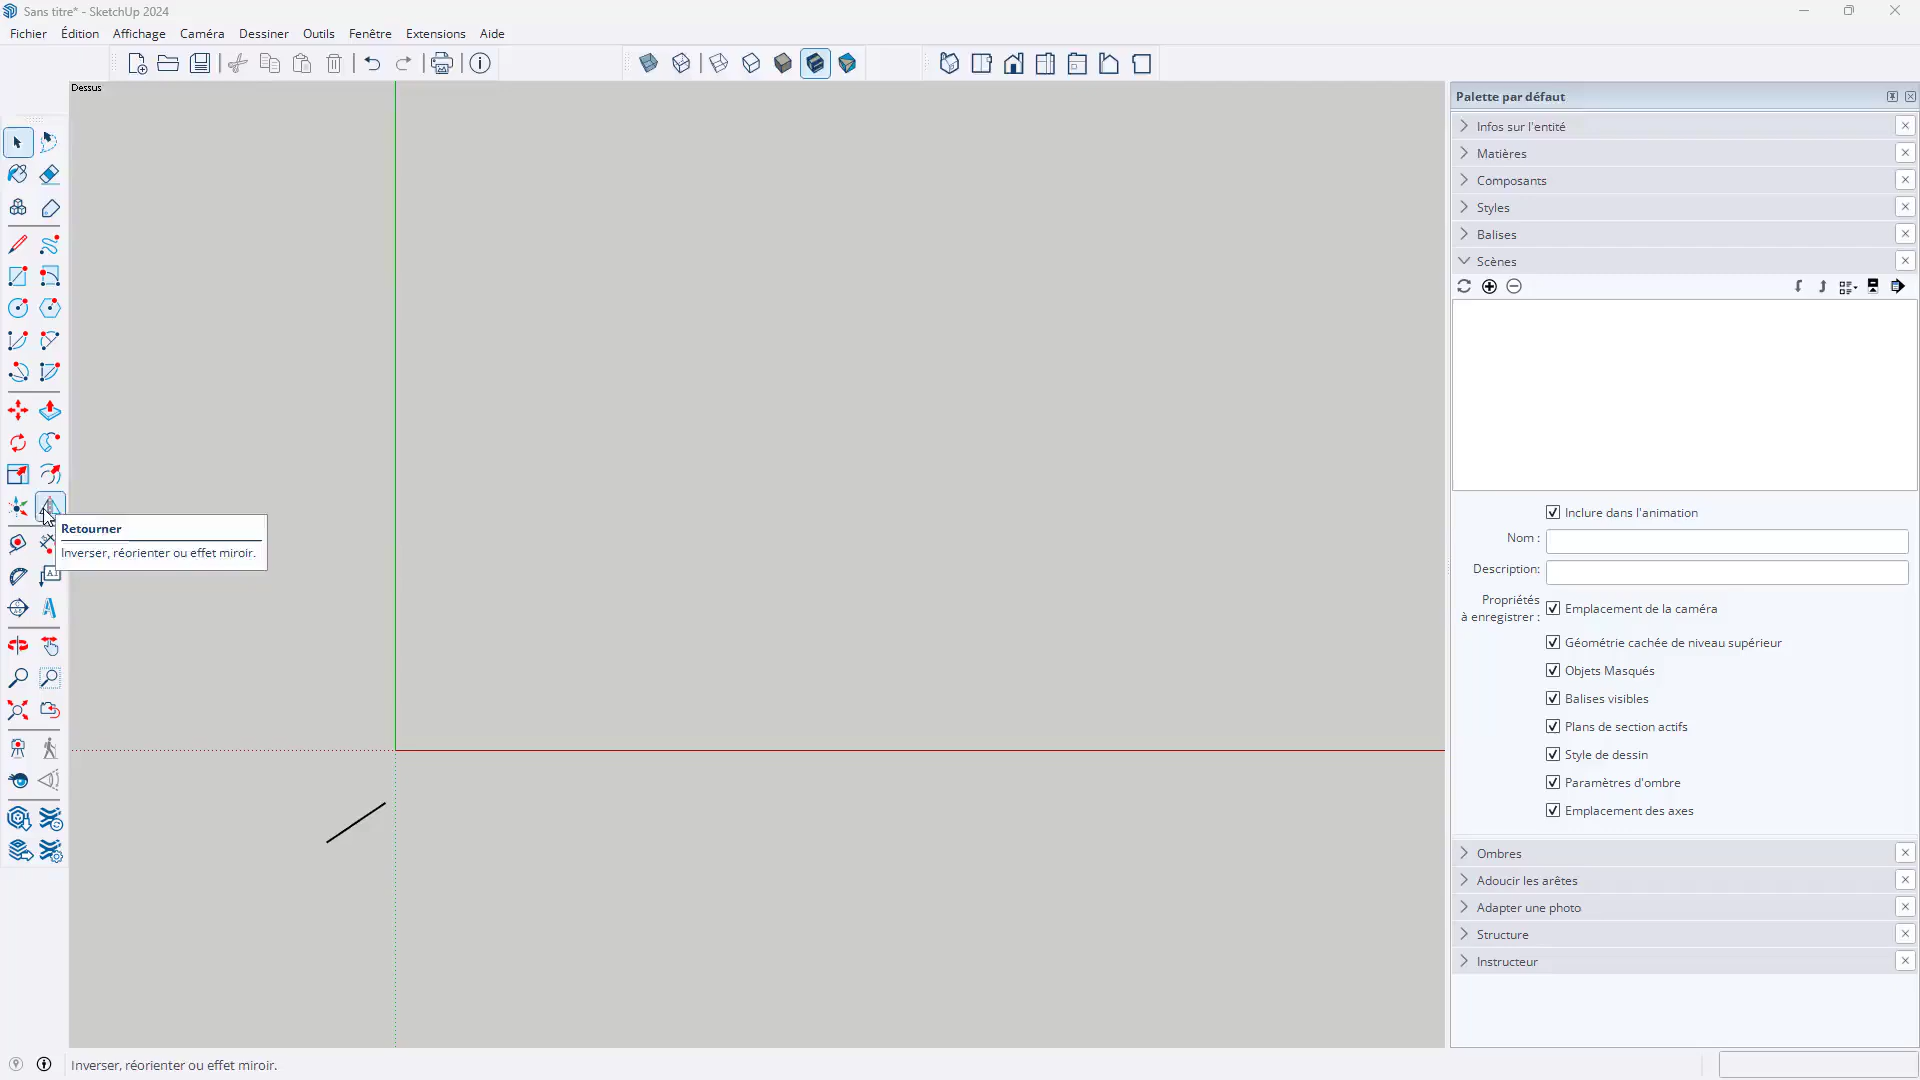 Sans titre* - SketchUp 2024
Fichier Édition Affichage Caméra Dessiner Outils Fenêtre Extensions Aide
Dessus
Palette par défaut
Infos sur l'entité
Matières
Composants
Styles
Balises
Scènes
Inclure dans l'animation
Nom :
Description:
Propriétés
à enregistrer :
Emplacement de la caméra
Géométrie cachée de niveau supérieur
Objets Masqués
Balises visibles
Plans de section actifs
Style de dessin
Paramètres d'ombre
Emplacement des axes
Ombres
Adoucir les arêtes
Adapter une photo
Structure
Instructeur
Retourner
Inverser, réorienter ou effet miroir.
Inverser, réorienter ou effet miroir.